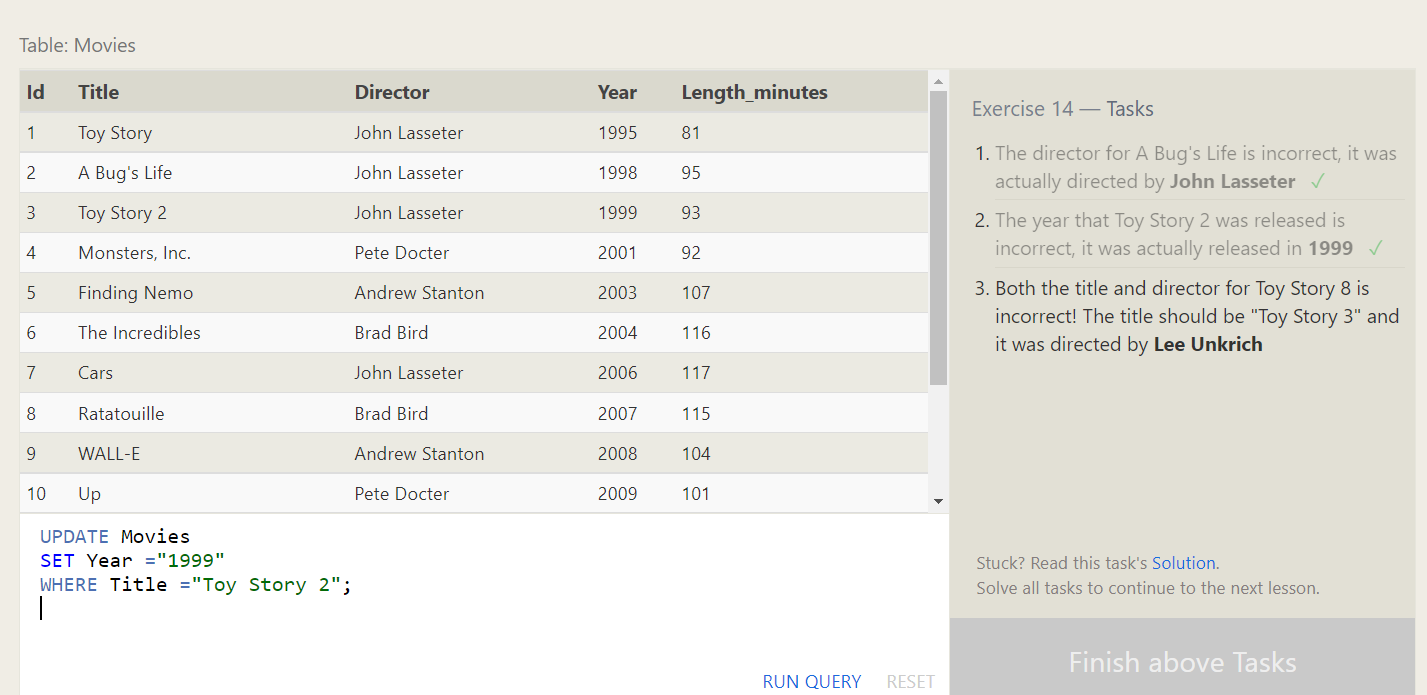 Table: Movies
Id Title Director Year Length_minutes
1 Toy Story John Lasseter 1995 81
2 A Bug's Life John Lasseter 1998 95
3 Toy Story 2 John Lasseter 1999 93
4 Monsters, Inc. Pete Docter 2001 92
5 Finding Nemo Andrew Stanton 2003 107
6 The Incredibles Brad Bird 2004 116
7 Cars John Lasseter 2006 117
8 Ratatouille Brad Bird 2007 115
9 WALL-E Andrew Stanton 2008 104
10 Up Pete Docter 2009 101
UPDATE Movies
SET Year ="1999"
WHERE Title ="Toy Story 2";
RUN QUERY RESET
Exercise 14 — Tasks
1. The director for A Bug's Life is incorrect, it was
actually directed by John Lasseter ✓
2. The year that Toy Story 2 was released is
incorrect, it was actually released in 1999 ✓
3. Both the title and director for Toy Story 8 is
incorrect! The title should be "Toy Story 3" and
it was directed by Lee Unkrich
Stuck? Read this task's Solution.
Solve all tasks to continue to the next lesson.
Finish above Tasks